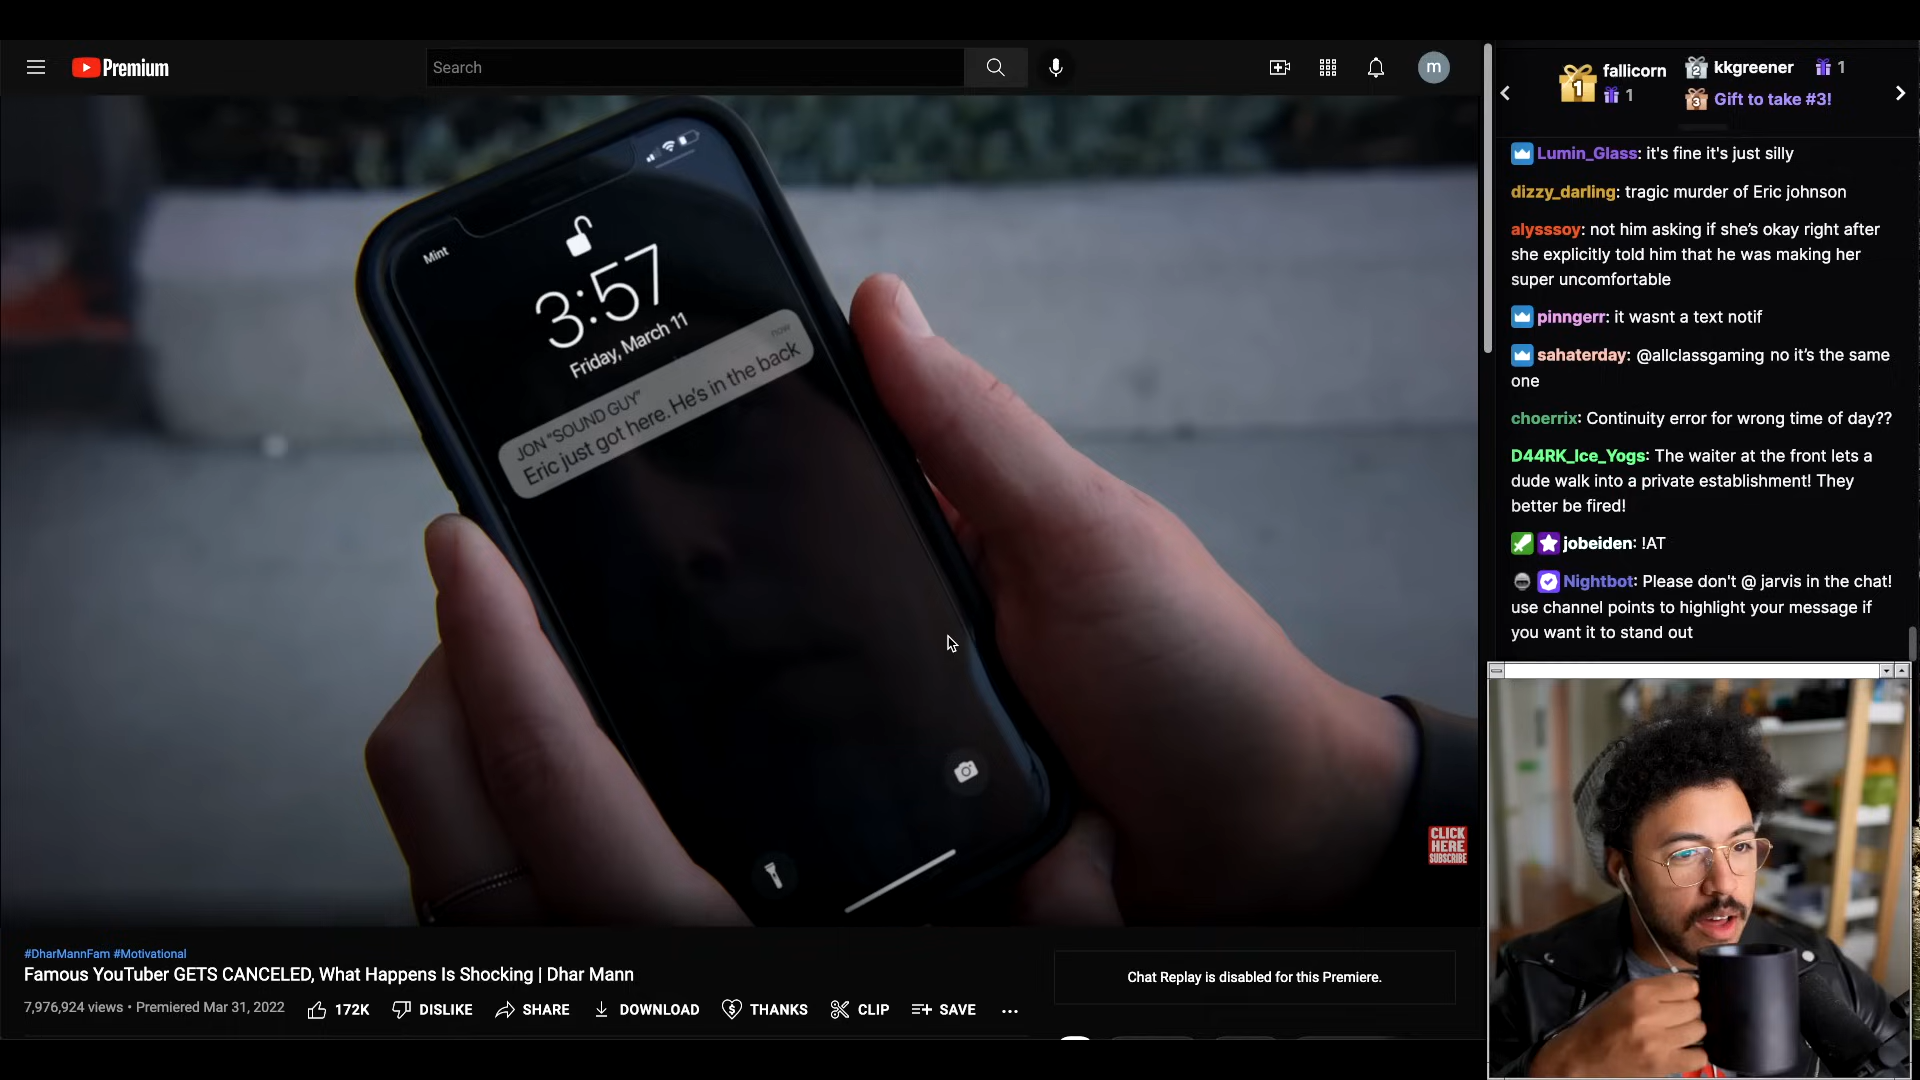 Premium
Search
m
1
fallicorn
1
2
kkgreener
1
3
Gift to take #3!
Lumin_Glass: it's fine it's just silly
dizzy_darling: tragic murder of Eric johnson
alysssoy: not him asking if she's okay right after
she explicitly told him that he was making her
super uncomfortable
pinngerr: it wasnt a text notif
sahaterday: @allclassgaming no it's the same
one
choerrix: Continuity error for wrong time of day??
D44RK_Ice_Yogs: The waiter at the front lets a
dude walk into a private establishment! They
better be fired!
jobeiden: !AT
Nightbot: Please don't @ jarvis in the chat!
use channel points to highlight your message if
you want it to stand out
Mint
3:57
Friday, March 11
JON "SOUND GUY"
now
Eric just got here. He's in the back
CLICK
HERE
SUBSCRIBE
#DharMannFam #Motivational
Famous YouTuber GETS CANCELED, What Happens Is Shocking | Dhar Mann
7,976,924 views • Premiered Mar 31, 2022
172K
DISLIKE
SHARE
DOWNLOAD
THANKS
CLIP
SAVE
Chat Replay is disabled for this Premiere.